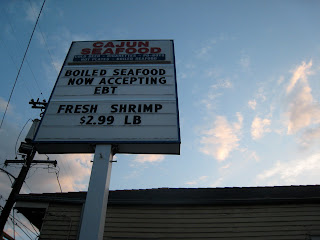 CAJUN
SEAFOOD
BOILED SEAFOOD
NOW ACCEPTING
EBT
FRESH SHRIMP
$2.99 LB